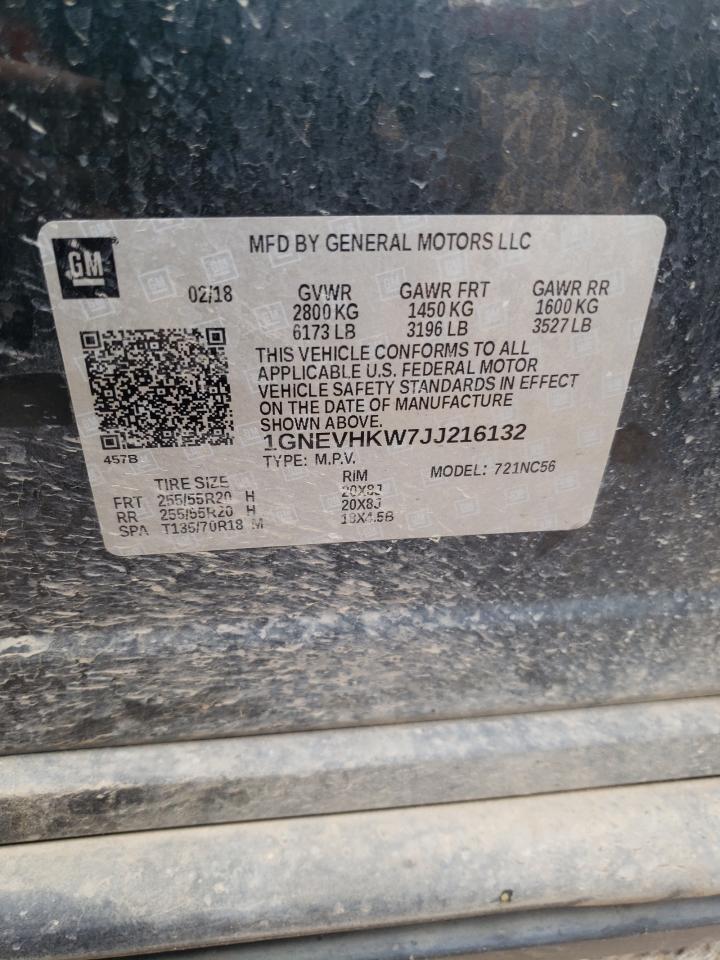 GM
MFD BY GENERAL MOTORS LLC
02/18 GVWR GAWR FRT GAWR RR
2800 KG 1450 KG 1600 KG
6173 LB 3196 LB 3527 LB
THIS VEHICLE CONFORMS TO ALL
APPLICABLE U.S. FEDERAL MOTOR
VEHICLE SAFETY STANDARDS IN EFFECT
ON THE DATE OF MANUFACTURE
SHOWN ABOVE.
1GNEVHKW7JJ216132
457B
TYPE: M.P.V. MODEL: 721NC56
TIRE SIZE RIM
FRT 255/55R20 H 20X8J
RR 255/55R20 H 20X8J
SPA T135/70R18 M 18X4.5B